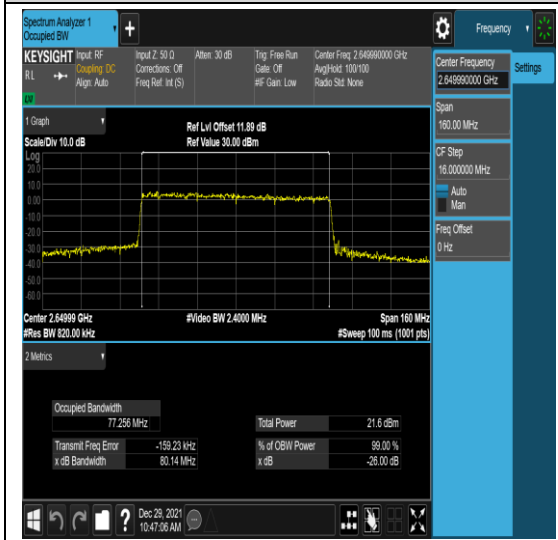 Spectrum Analyzer 1
Occupied BW
Frequency
KEYSIGHT
RL
Input: RF
Coupling: DC
Align: Auto
Input Z: 50 Ω
Corrections: Off
Freq Ref: Int (S)
Atten: 30 dB
Trig: Free Run
Gate: Off
#IF Gain: Low
Center Freq: 2.649990000 GHz
Avg|Hold: 100/100
Radio Std: None
Center Frequency
2.649990000 GHz
Settings
Span
160.00 MHz
CF Step
16.000000 MHz
Auto
Man
Freq Offset
0 Hz
1 Graph
Scale/Div 10.0 dB
Ref Lvl Offset 11.89 dB
Ref Value 30.00 dBm
Log
20.0
10.0
0.00
-10.0
-20.0
-30.0
-40.0
-50.0
-60.0
Center 2.64999 GHz
#Video BW 2.4000 MHz
Span 160 MHz
#Res BW 820.00 kHz
#Sweep 100 ms (1001 pts)
2 Metrics
Occupied Bandwidth
77.256 MHz
Total Power 21.6 dBm
Transmit Freq Error -159.23 kHz
% of OBW Power 99.00 %
x dB Bandwidth 80.14 MHz
x dB -26.00 dB
?
Dec 29, 2021
10:47:06 AM